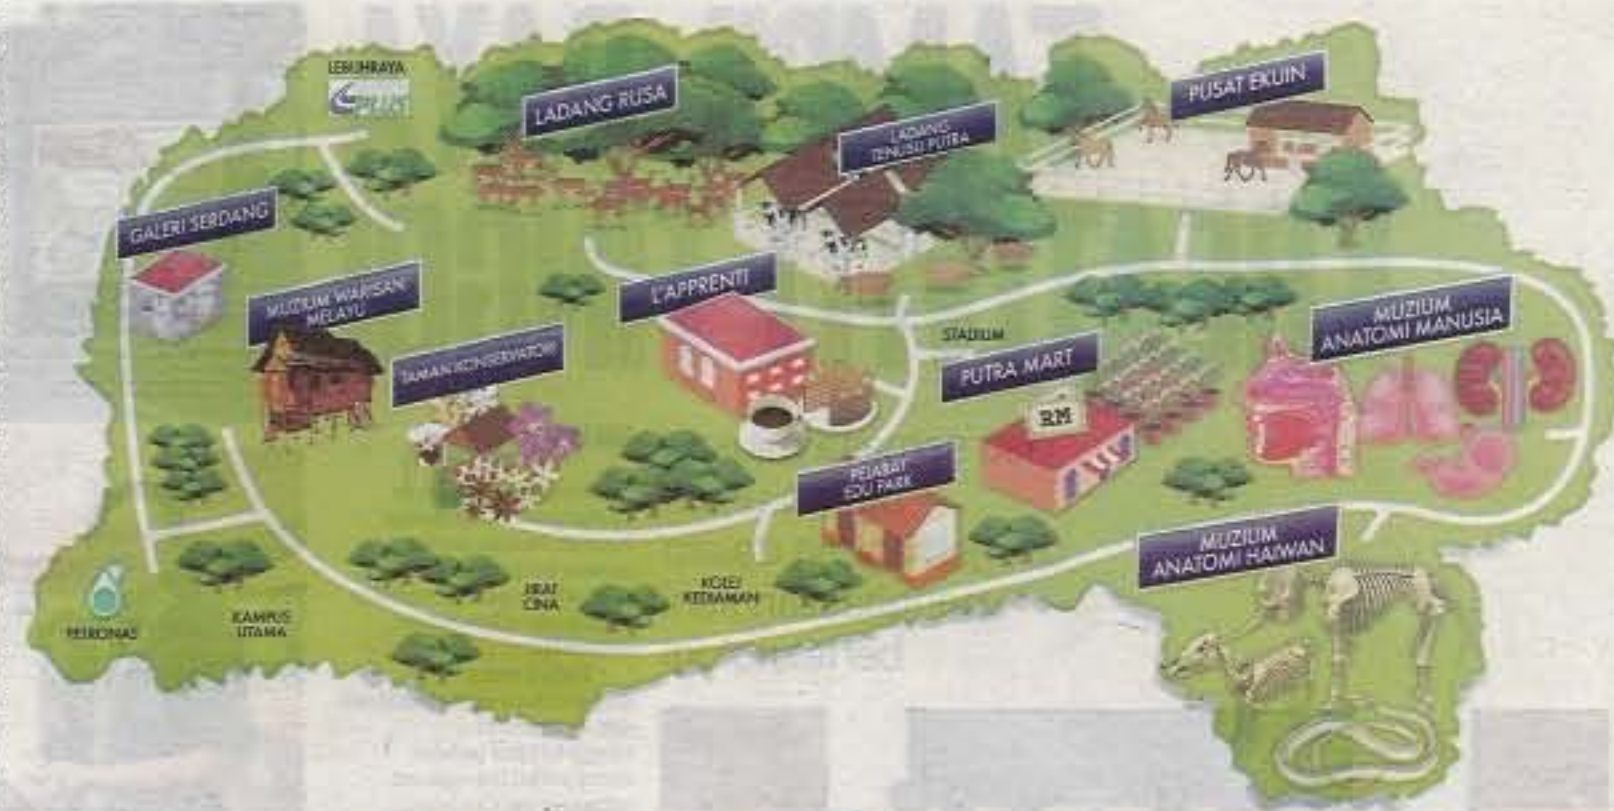 LEBUHRAYA
PLUS
LADANG RUSA
LADANG
TENUSU PUTRA
PUSAT EKUIN
GALERI SERDANG
MUZIUM WARISAN
MELAYU
TAMAN KONSERVATORI
L'APPRENTI
STADIUM
PUTRA MART
RM
MUZIUM
ANATOMI MANUSIA
PEJABAT
EDU PARK
MUZIUM
ANATOMI HAIWAN
PETRONAS
KAMPUS
UTAMA
JIRAT
CINA
KOLEJ
KEDIAMAN